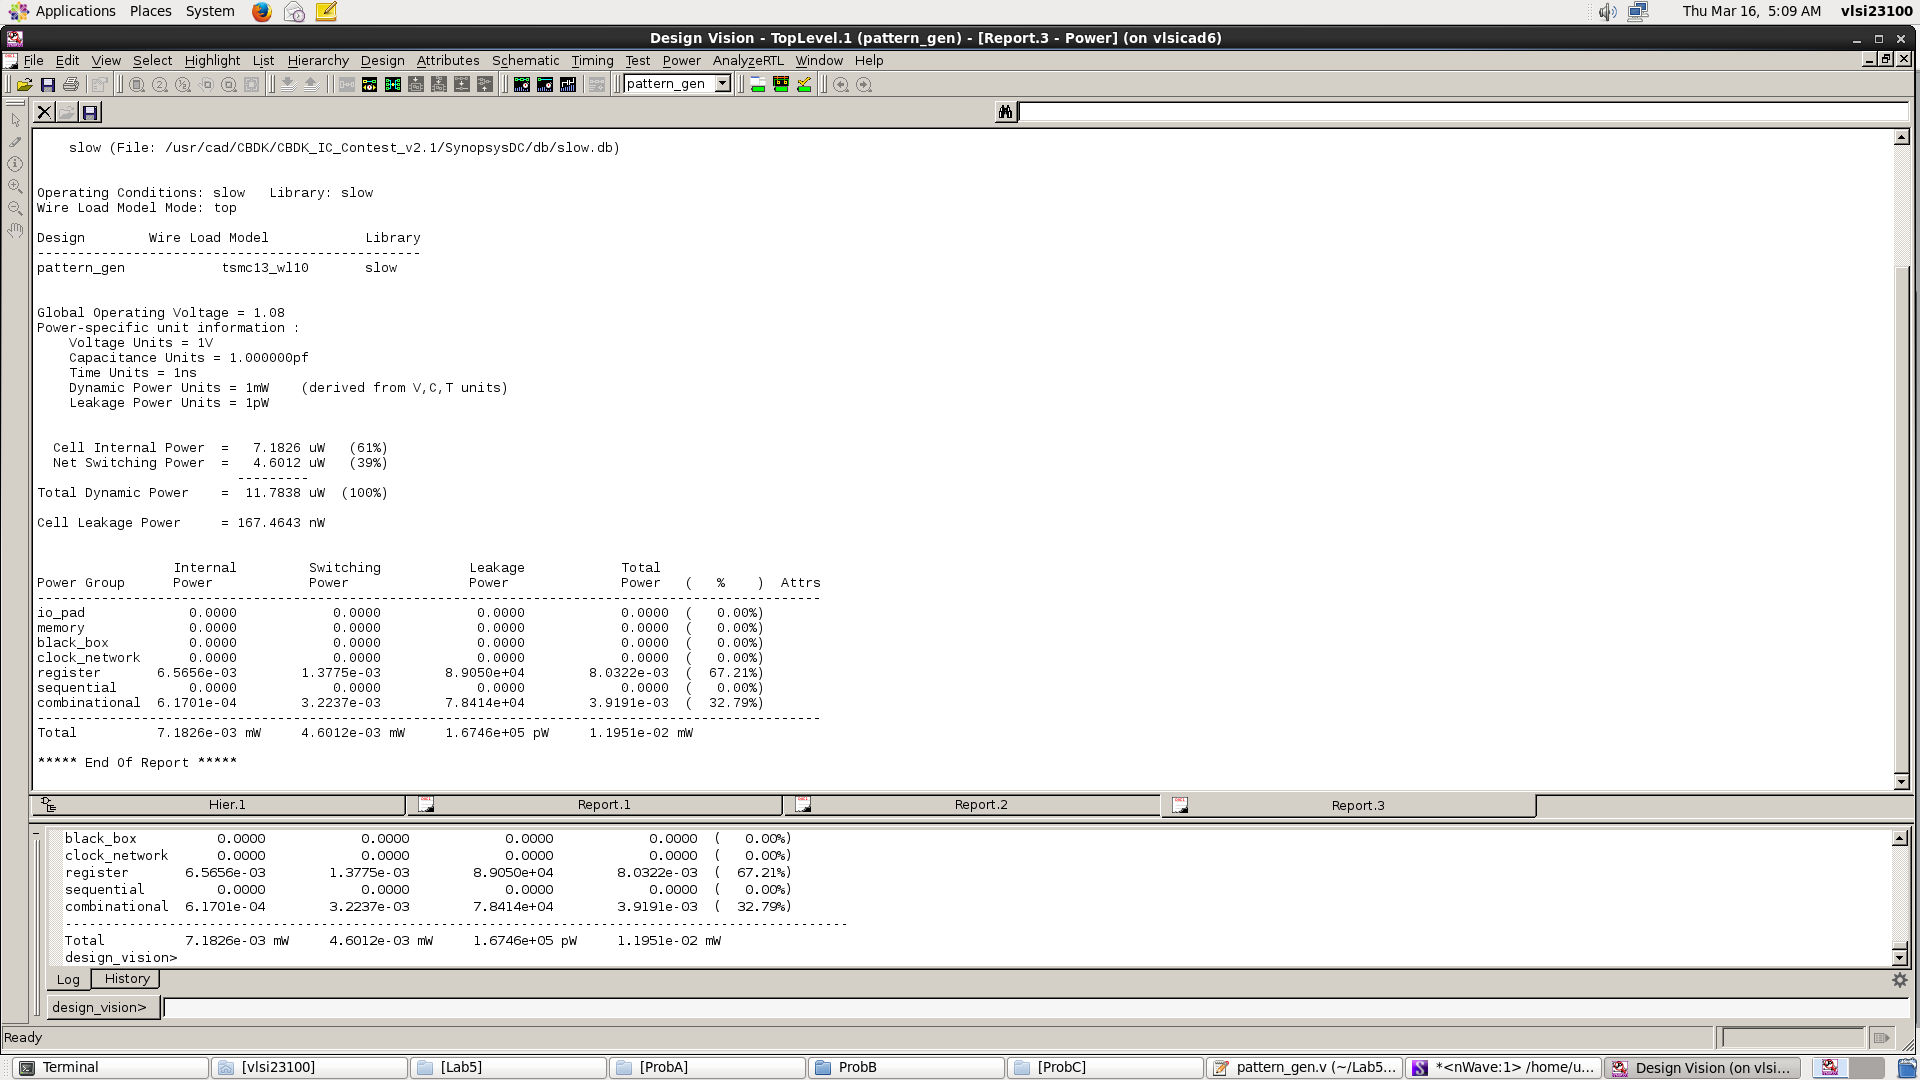 Applications Places System Thu Mar 16, 5:09 AM vlsi23100
Design Vision - TopLevel.1 (pattern_gen) - [Report.3 - Power] (on vlsicad6)
File Edit View Select Highlight List Hierarchy Design Attributes Schematic Timing Test Power AnalyzeRTL Window Help
pattern_gen
slow (File: /usr/cad/CBDK/CBDK_IC_Contest_v2.1/SynopsysDC/db/slow.db)
Operating Conditions: slow Library: slow
Wire Load Model Mode: top
Design Wire Load Model Library
------------------------------------------------
pattern_gen tsmc13_wl10 slow
Global Operating Voltage = 1.08
Power-specific unit information :
Voltage Units = 1V
Capacitance Units = 1.000000pf
Time Units = 1ns
Dynamic Power Units = 1mW (derived from V,C,T units)
Leakage Power Units = 1pW
Cell Internal Power = 7.1826 uW (61%)
Net Switching Power = 4.6012 uW (39%)
---------
Total Dynamic Power = 11.7838 uW (100%)
Cell Leakage Power = 167.4643 nW
Internal Switching Leakage Total
Power Group Power Power Power Power ( % ) Attrs
--------------------------------------------------------------------------------------------------
io_pad 0.0000 0.0000 0.0000 0.0000 ( 0.00%)
memory 0.0000 0.0000 0.0000 0.0000 ( 0.00%)
black_box 0.0000 0.0000 0.0000 0.0000 ( 0.00%)
clock_network 0.0000 0.0000 0.0000 0.0000 ( 0.00%)
register 6.5656e-03 1.3775e-03 8.9050e+04 8.0322e-03 ( 67.21%)
sequential 0.0000 0.0000 0.0000 0.0000 ( 0.00%)
combinational 6.1701e-04 3.2237e-03 7.8414e+04 3.9191e-03 ( 32.79%)
--------------------------------------------------------------------------------------------------
Total 7.1826e-03 mW 4.6012e-03 mW 1.6746e+05 pW 1.1951e-02 mW
***** End Of Report *****
Hier.1 Report.1 Report.2 Report.3
black_box 0.0000 0.0000 0.0000 0.0000 ( 0.00%)
clock_network 0.0000 0.0000 0.0000 0.0000 ( 0.00%)
register 6.5656e-03 1.3775e-03 8.9050e+04 8.0322e-03 ( 67.21%)
sequential 0.0000 0.0000 0.0000 0.0000 ( 0.00%)
combinational 6.1701e-04 3.2237e-03 7.8414e+04 3.9191e-03 ( 32.79%)
--------------------------------------------------------------------------------------------------
Total 7.1826e-03 mW 4.6012e-03 mW 1.6746e+05 pW 1.1951e-02 mW
design_vision>
Log History
design_vision>
Ready
Terminal [vlsi23100] [Lab5] [ProbA] ProbB [ProbC] pattern_gen.v (~/Lab5... *<nWave:1> /home/u... Design Vision (on vlsi...